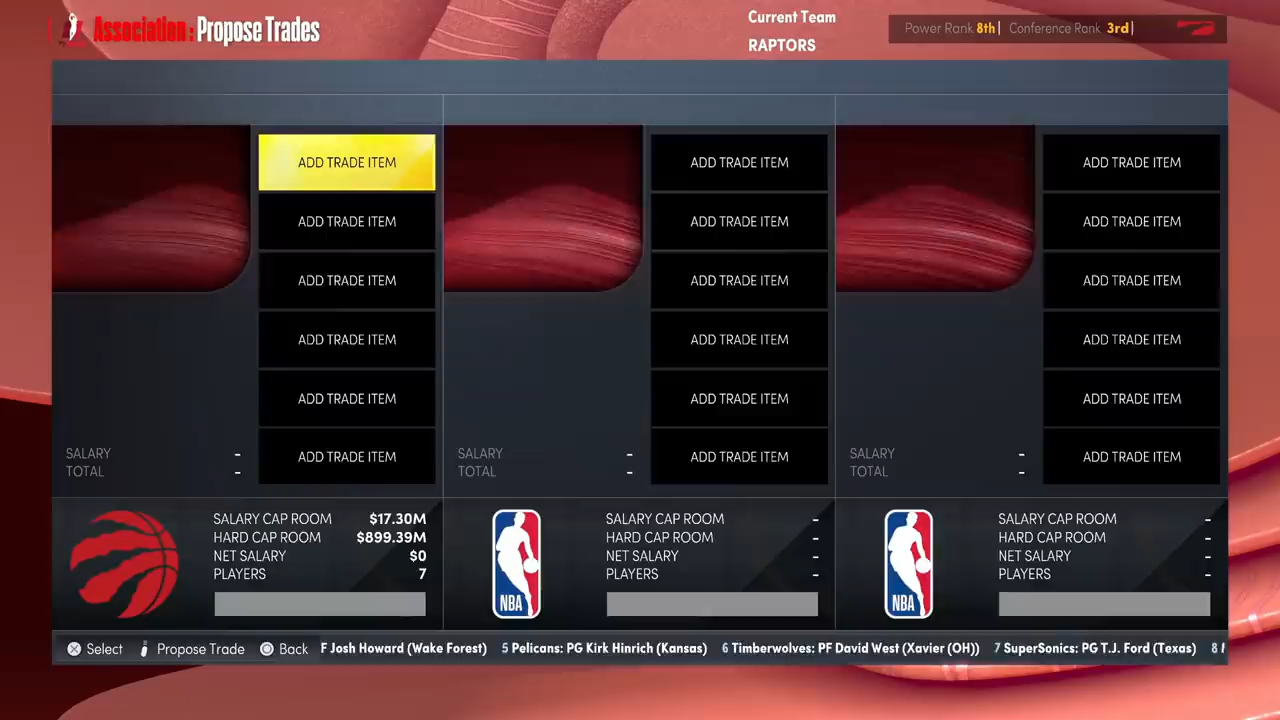 Association : Propose Trades
Current Team
RAPTORS
Power Rank 8th | Conference Rank 3rd |
ADD TRADE ITEM
ADD TRADE ITEM
ADD TRADE ITEM
ADD TRADE ITEM
ADD TRADE ITEM
ADD TRADE ITEM
SALARY -
TOTAL -
ADD TRADE ITEM
ADD TRADE ITEM
ADD TRADE ITEM
ADD TRADE ITEM
ADD TRADE ITEM
ADD TRADE ITEM
SALARY -
TOTAL -
ADD TRADE ITEM
ADD TRADE ITEM
ADD TRADE ITEM
ADD TRADE ITEM
ADD TRADE ITEM
ADD TRADE ITEM
SALARY -
TOTAL -
SALARY CAP ROOM $17.30M
HARD CAP ROOM $899.39M
NET SALARY $0
PLAYERS 7
NBA
SALARY CAP ROOM -
HARD CAP ROOM -
NET SALARY -
PLAYERS -
NBA
SALARY CAP ROOM -
HARD CAP ROOM -
NET SALARY -
PLAYERS -
Select Propose Trade Back F Josh Howard (Wake Forest) 5 Pelicans: PG Kirk Hinrich (Kansas) 6 Timberwolves: PF David West (Xavier (OH)) 7 SuperSonics: PG T.J. Ford (Texas) 8